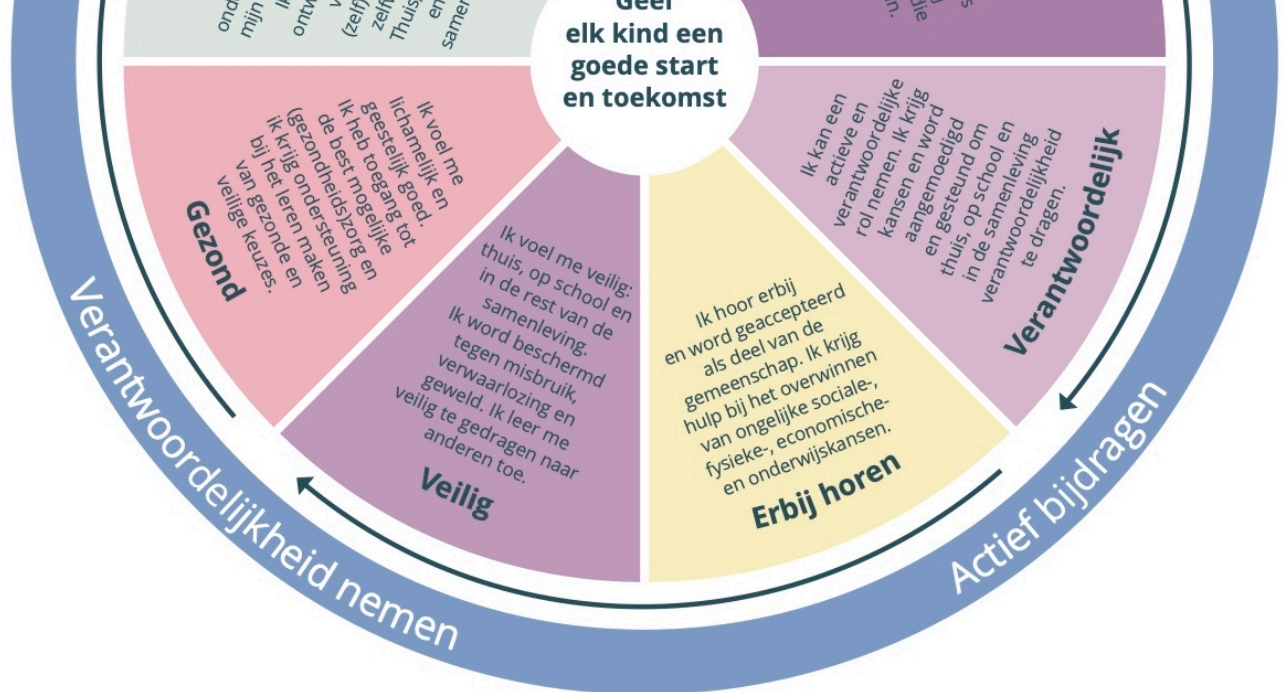 mijn
Thuis
en
Geef
elk kind een
goede start
en toekomst
die
Ik kan een
actieve en
verantwoordelijke
rol nemen. Ik krijg
kansen en word
aangemoedigd
en gesteund om
thuis, op school en
in de samenleving
verantwoordelijkheid
te dragen.
Verantwoordelijk
Ik hoor erbij
en word geaccepteerd
als deel van de
gemeenschap. Ik krijg
hulp bij het overwinnen
van ongelijke sociale-,
fysieke-, economische-
en onderwijskansen.
Erbij horen
Ik voel me veilig:
thuis, op school en
in de rest van de
samenleving.
Ik word beschermd
tegen misbruik,
verwaarlozing en
geweld. Ik leer me
veilig te gedragen naar
anderen toe.
Veilig
Ik voel me
lichamelijk en
geestelijk goed.
Ik heb toegang tot
de best mogelijke
(gezondheids)zorg en
ik krijg ondersteuning
bij het leren maken
van gezonde en
veilige keuzes.
Gezond
Actief bijdragen
Verantwoordelijkheid nemen